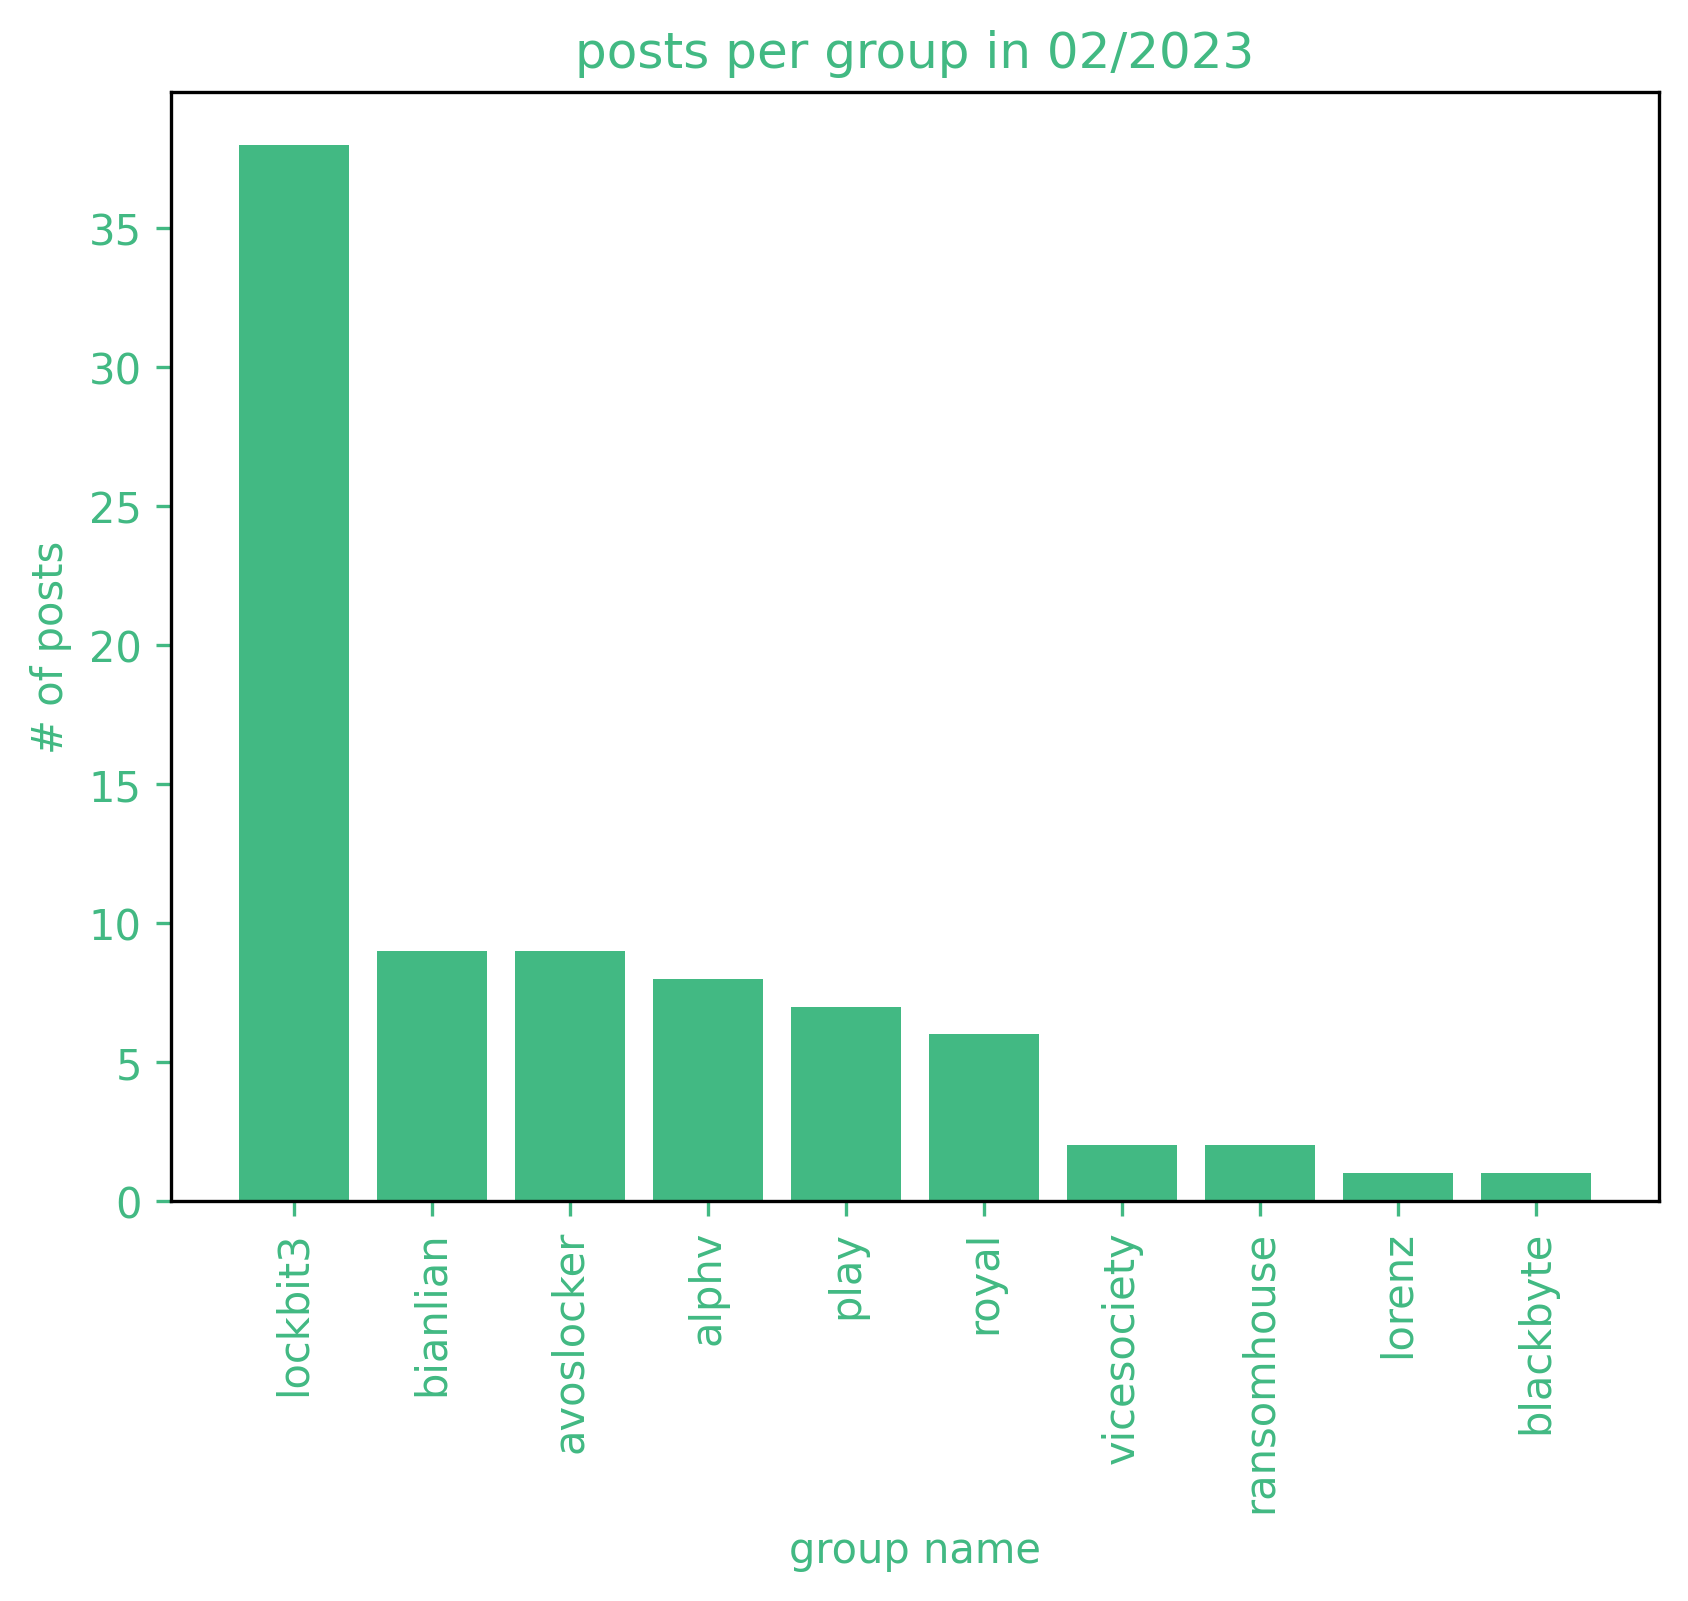 posts per group in 02/2023
# of posts
35
30
25
20
15
10
5
0
lockbit3
bianlian
avoslocker
alphv
play
royal
vicesociety
ransomhouse
lorenz
blackbyte
group name